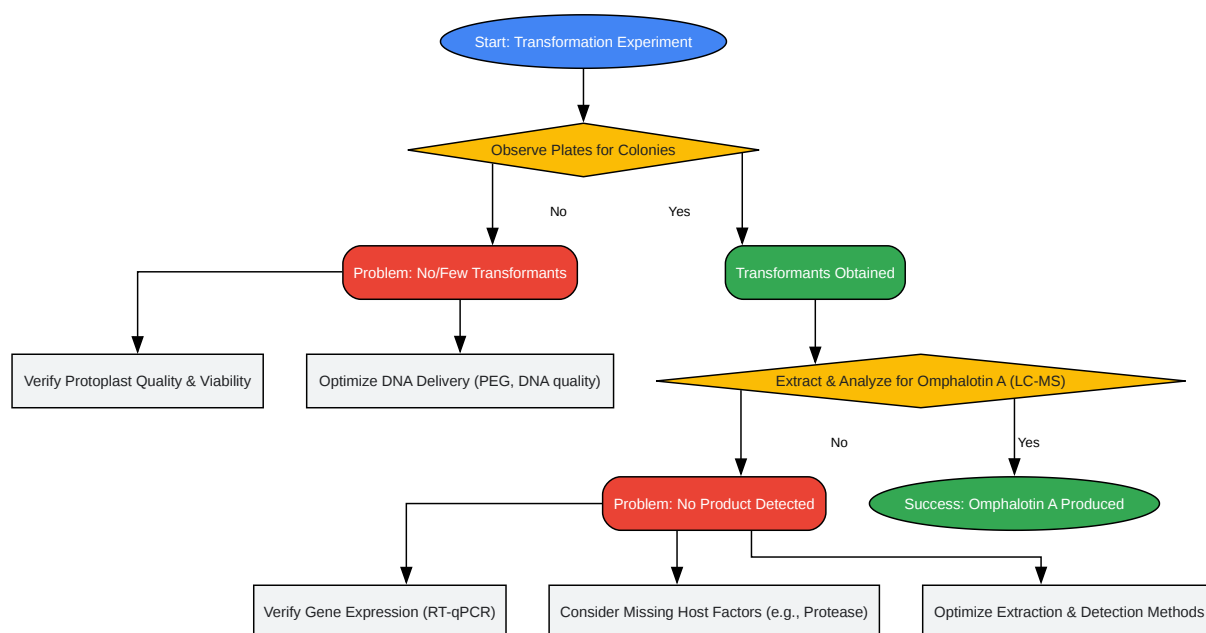 Start: Transformation Experiment
Observe Plates for Colonies
No
Yes
Problem: No/Few Transformants
Transformants Obtained
Verify Protoplast Quality & Viability
Optimize DNA Delivery (PEG, DNA quality)
Extract & Analyze for Omphalotin A (LC-MS)
No
Yes
Problem: No Product Detected
Success: Omphalotin A Produced
Verify Gene Expression (RT-qPCR)
Consider Missing Host Factors (e.g., Protease)
Optimize Extraction & Detection Methods